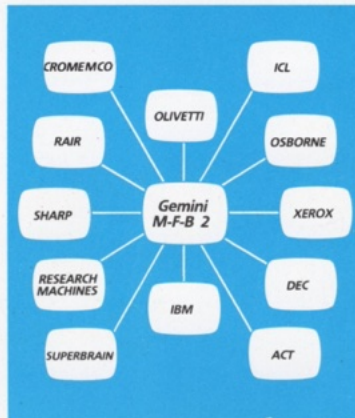 CROMEMCO
ICL
OLIVETTI
RAIR
OSBORNE
Gemini
M-F-B 2
SHARP
XEROX
RESEARCH
MACHINES
DEC
IBM
SUPERBRAIN
ACT